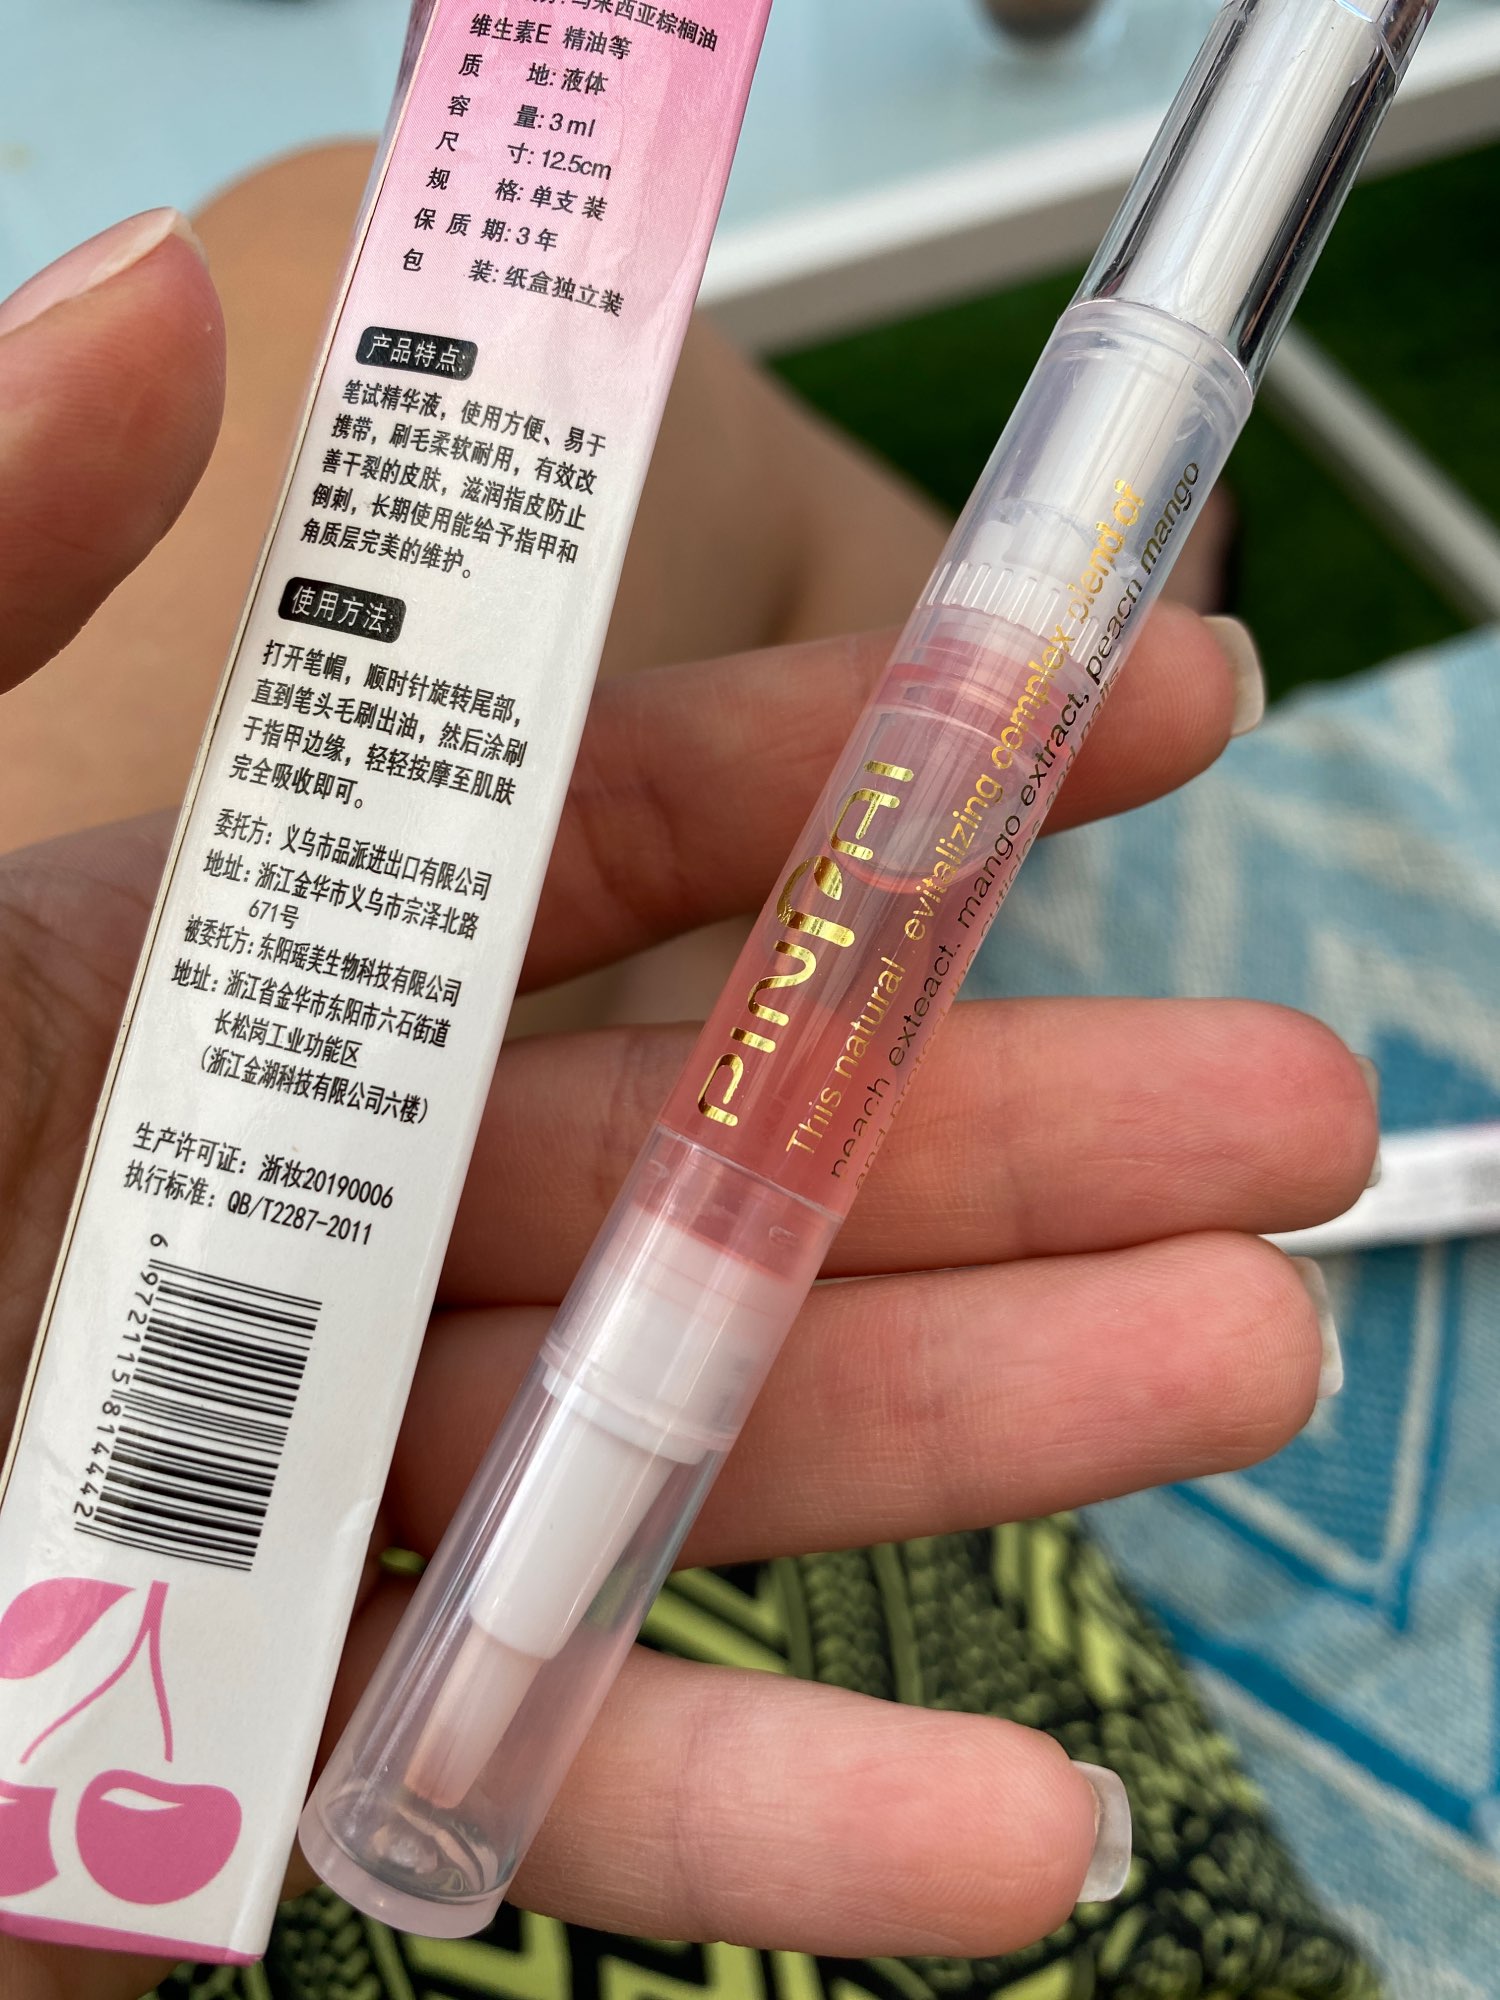 马来西亚棕榈油
维生素E 精油等
质 地: 液体
容 量: 3ml
尺 寸: 12.5cm
规 格: 单支装
保质期: 3年
包 装: 纸盒独立装
产品特点:
笔试精华液，使用方便、易于
携带，刷毛柔软耐用，有效改
善干裂的皮肤，滋润指皮防止
倒刺，长期使用能给予指甲和
角质层完美的维护。
使用方法:
打开笔帽，顺时针旋转尾部，
直到笔头毛刷出油，然后涂刷
于指甲边缘，轻轻按摩至肌肤
完全吸收即可。
委托方：义乌市品派进出口有限公司
地址：浙江金华市义乌市宗泽北路
671号
被委托方：东阳瑶美生物科技有限公司
地址：浙江省金华市东阳市六石街道
长松岗工业功能区
(浙江金湖科技有限公司六楼)
生产许可证：浙妆20190006
执行标准：QB/T2287-2011
6 972115 814442
PINPAI
Thiis natural evitalizing complex blend of
peach exteact. mango extract, peach mango
and